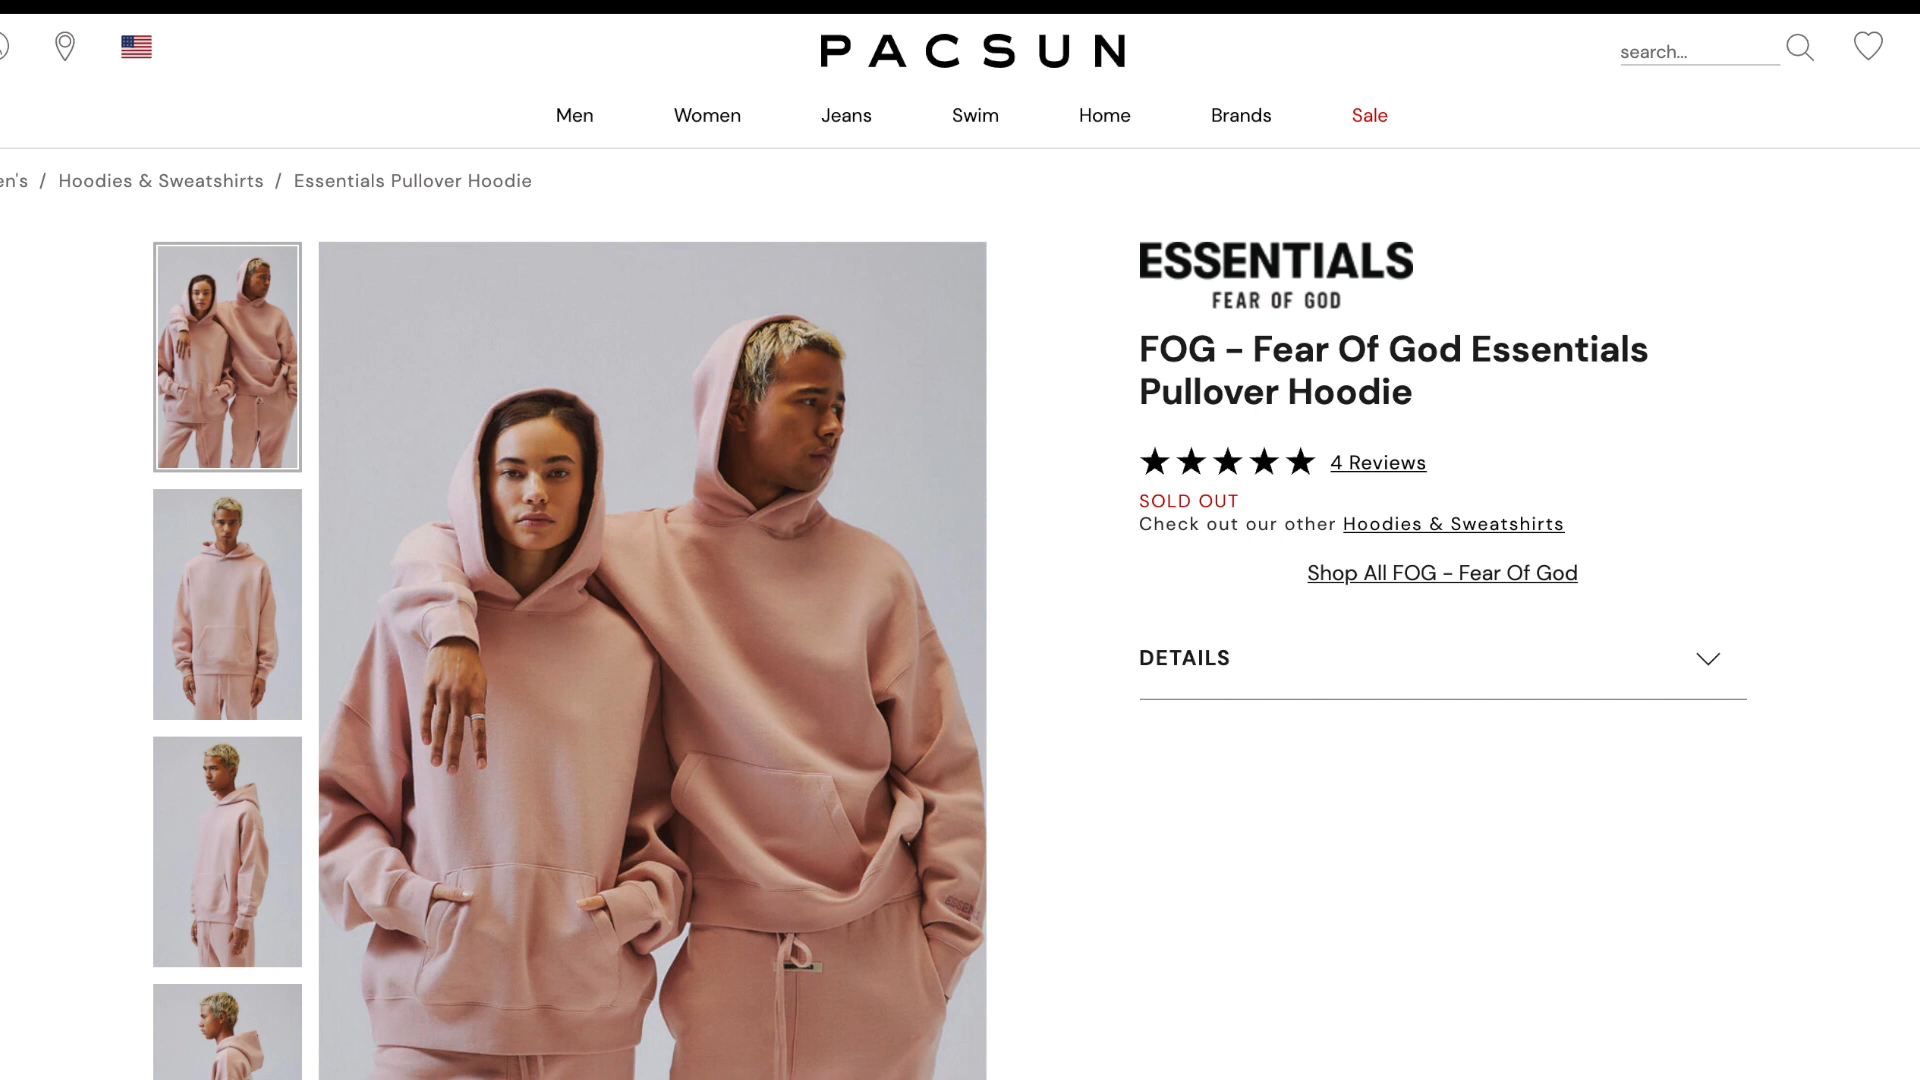 PACSUN
search...
Men Women Jeans Swim Home Brands Sale
en's / Hoodies & Sweatshirts / Essentials Pullover Hoodie
ESSENTIALS
FEAR OF GOD
FOG - Fear Of God Essentials
Pullover Hoodie
4 Reviews
SOLD OUT
Check out our other Hoodies & Sweatshirts
Shop All FOG - Fear Of God
DETAILS